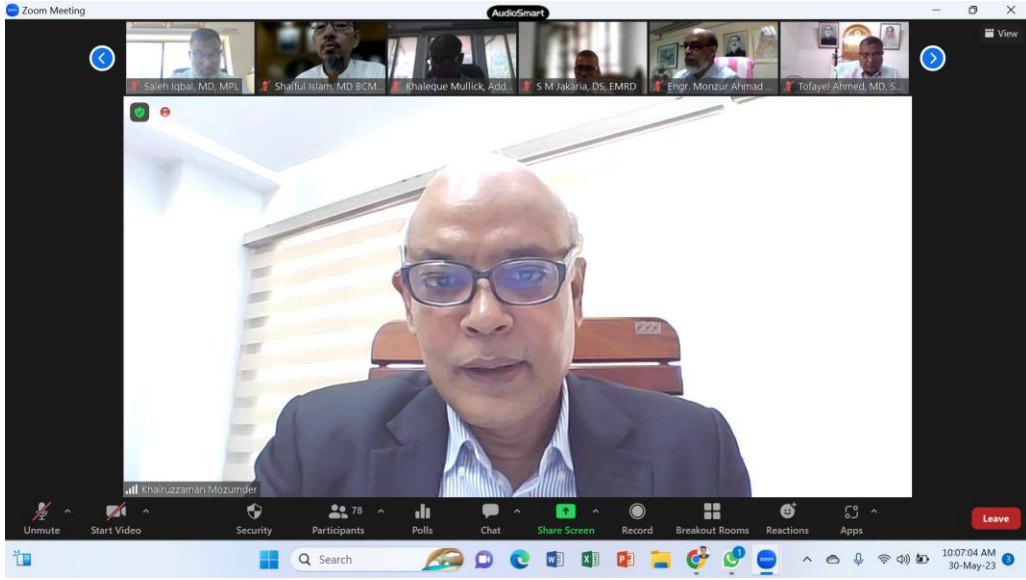 Zoom Meeting
AudioSmart
View
Saleh Iqbal, MD, MPL
Shaiful Islam, MD BCM...
Khaleque Mullick, Add...
S M Jakaria, DS, EMRD
Engr. Monzur Ahmad ...
Tofayel Ahmed, MD, S...
Khairuzzaman Mozumder
78
Unmute
Start Video
Security
Participants
Polls
Chat
Share Screen
Record
Breakout Rooms
Reactions
Apps
Leave
Search
zoom
10:07:04 AM
30-May-23
3